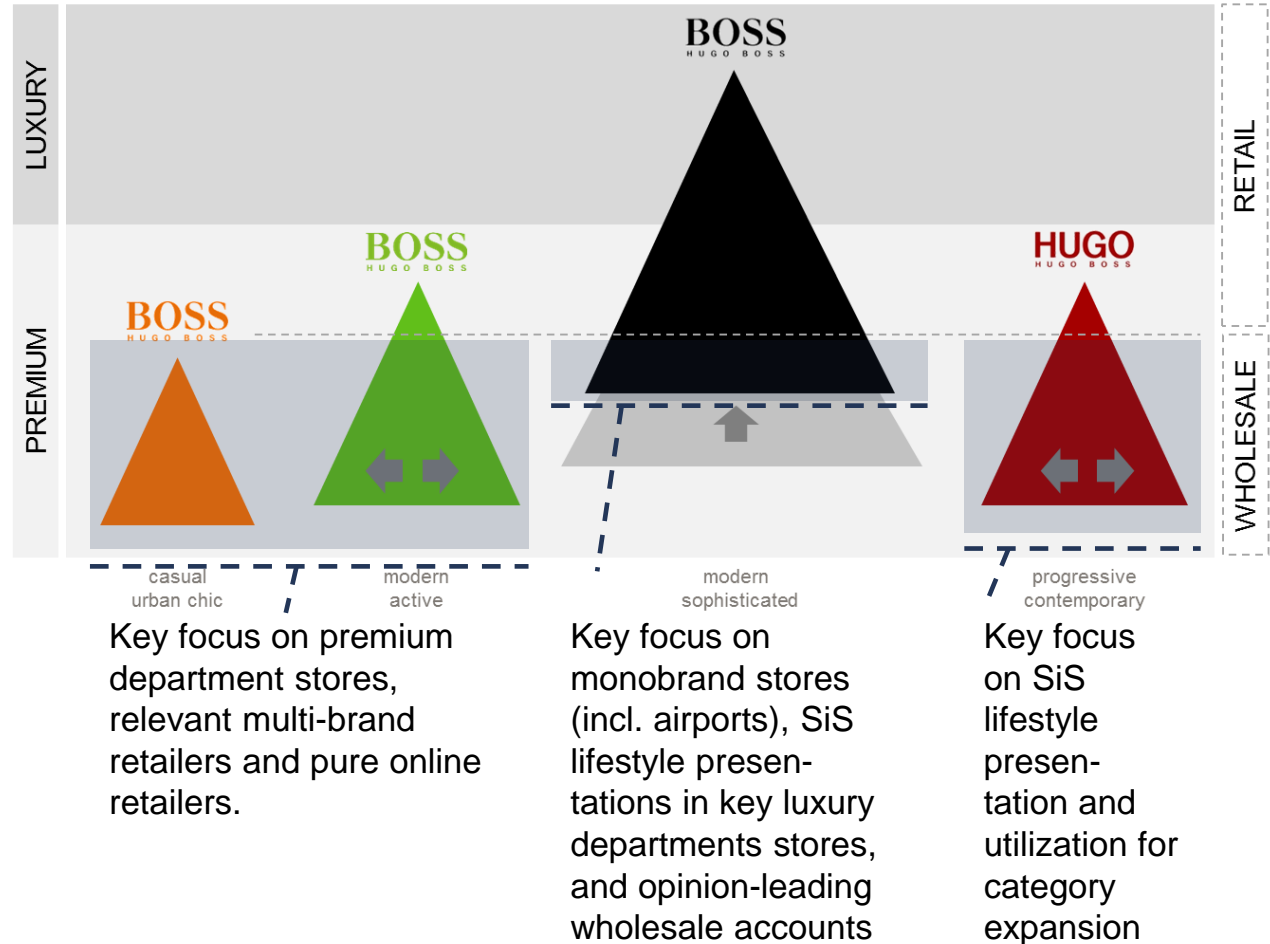 LUXURY
PREMIUM
RETAIL
WHOLESALE
BOSS
HUGO BOSS
BOSS
HUGO BOSS
BOSS
HUGO BOSS
HUGO
HUGO BOSS
casual
urban chic
modern
active
modern
sophisticated
progressive
contemporary
Key focus on premium
department stores,
relevant multi-brand
retailers and pure online
retailers.
Key focus on
monobrand stores
(incl. airports), SiS
lifestyle presen-
tations in key luxury
departments stores,
and opinion-leading
wholesale accounts
Key focus
on SiS
lifestyle
presen-
tation and
utilization for
category
expansion